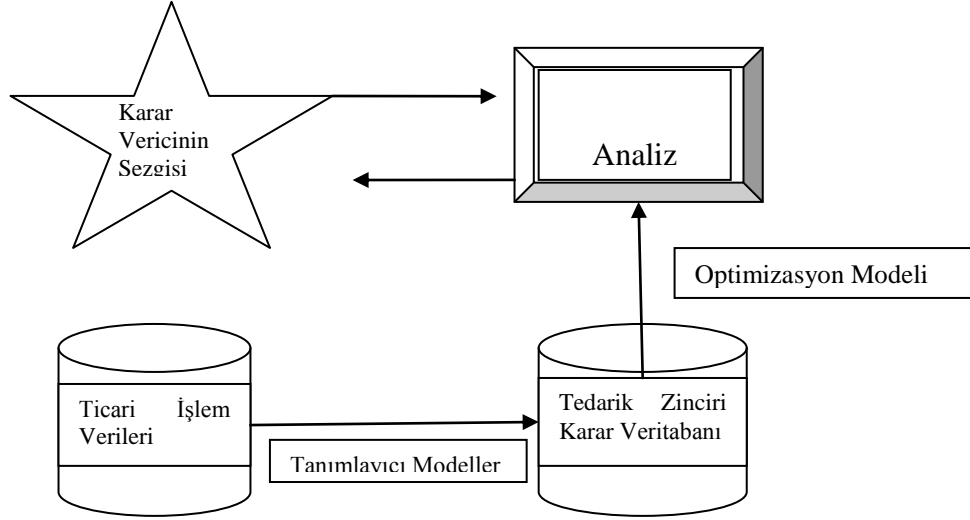 Karar
Vericinin
Sezgisi
Analiz
Optimizasyon Modeli
Ticari İşlem
Verileri
Tedarik Zinciri
Karar Veritabanı
Tanımlayıcı Modeller